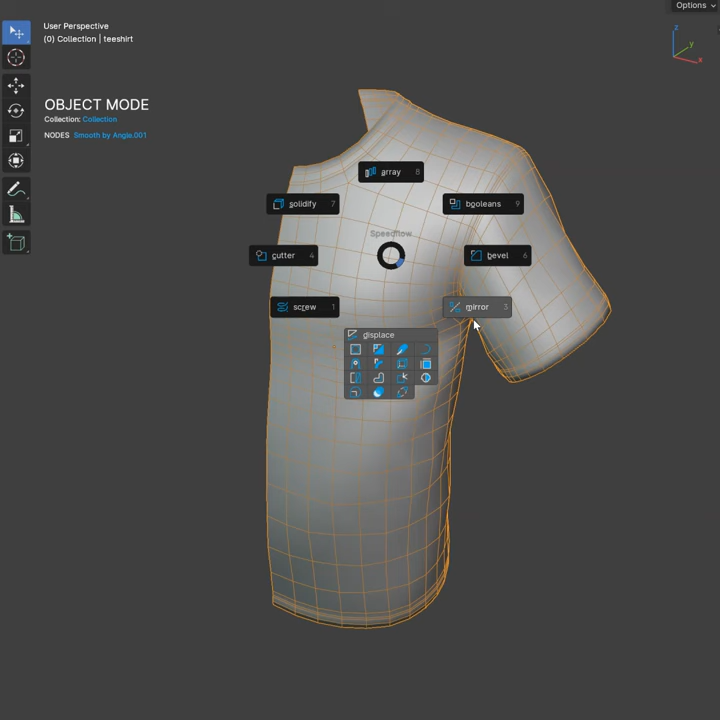 Options
User Perspective
(0) Collection | teeshirt
z
y
x
OBJECT MODE
Collection: Collection
NODES Smooth by Angle.001
array 8
solidify 7
booleans 9
Speedflow
cutter 4
bevel 6
screw 1
mirror 3
displace